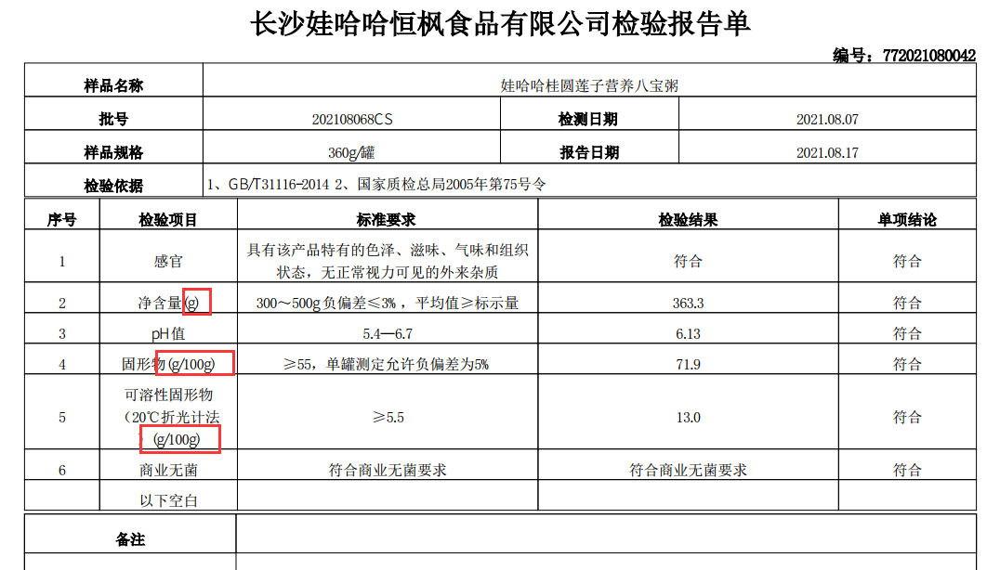 长沙娃哈哈恒枫食品有限公司检验报告单
编号：772021080042
样品名称 娃哈哈桂圆莲子营养八宝粥
批号 202108068CS 检测日期 2021.08.07
样品规格 360g/罐 报告日期 2021.08.17
检验依据 1、GB/T31116-2014 2、国家质检总局2005年第75号令
序号 检验项目 标准要求 检验结果 单项结论
1 感官 具有该产品特有的色泽、滋味、气味和组织
状态，无正常视力可见的外来杂质 符合 符合
2 净含量(g) 300～500g负偏差≤3% ，平均值≥标示量 363.3 符合
3 pH值 5.4—6.7 6.13 符合
4 固形物(g/100g) ≥55，单罐测定允许负偏差为5% 71.9 符合
5 可溶性固形物
（20℃折光计法
）(g/100g) ≥5.5 13.0 符合
6 商业无菌 符合商业无菌要求 符合商业无菌要求 符合
以下空白
备注